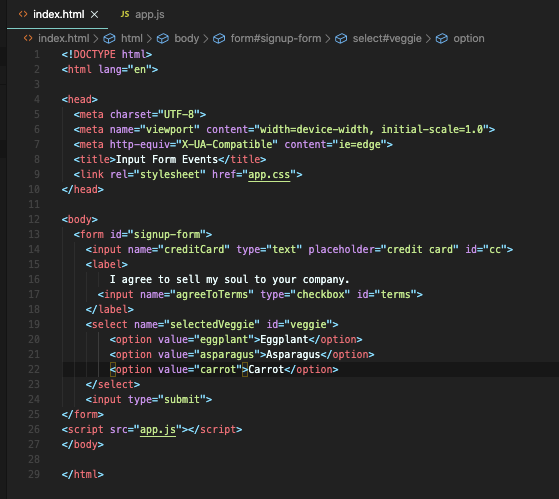 index.html × JS app.js
index.html > html > body > form#signup-form > select#veggie > option
1 <!DOCTYPE html>
2 <html lang="en">
3
4 <head>
5 <meta charset="UTF-8">
6 <meta name="viewport" content="width=device-width, initial-scale=1.0">
7 <meta http-equiv="X-UA-Compatible" content="ie=edge">
8 <title>Input Form Events</title>
9 <link rel="stylesheet" href="app.css">
10 </head>
11
12 <body>
13 <form id="signup-form">
14 <input name="creditCard" type="text" placeholder="credit card" id="cc">
15 <label>
16 I agree to sell my soul to your company.
17 <input name="agreeToTerms" type="checkbox" id="terms">
18 </label>
19 <select name="selectedVeggie" id="veggie">
20 <option value="eggplant">Eggplant</option>
21 <option value="asparagus">Asparagus</option>
22 <option value="carrot">Carrot</option>
23 </select>
24 <input type="submit">
25 </form>
26 <script src="app.js"></script>
27 </body>
28
29 </html>